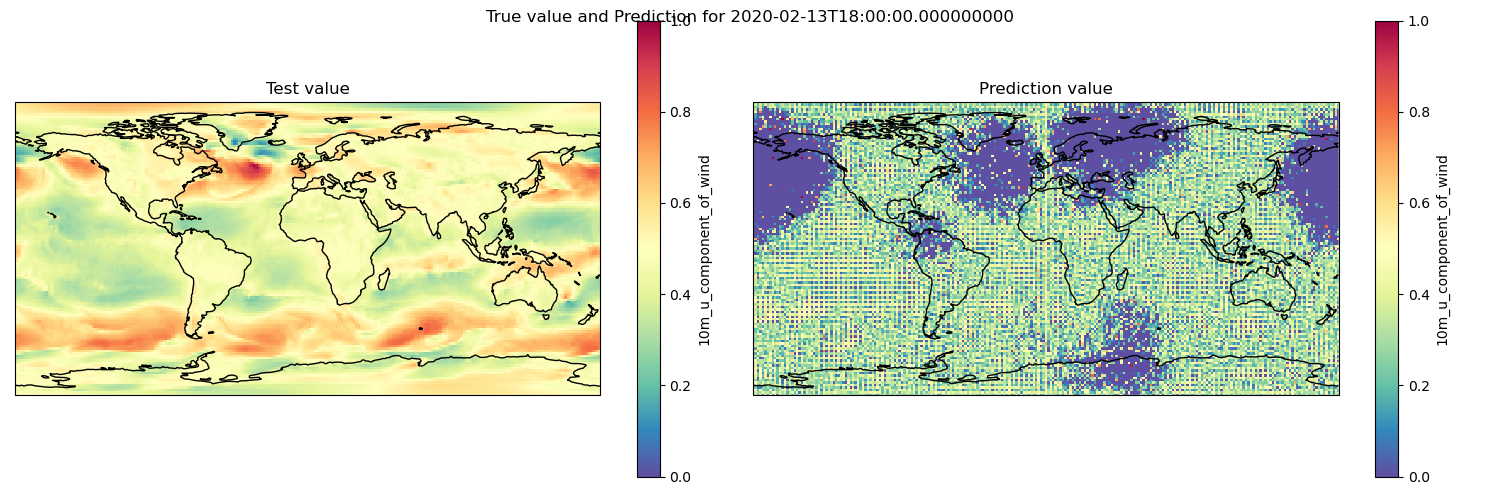 True value and Prediction for 2020-02-13T18:00:00.000000000
Test value
1.0
0.8
0.6
0.4
0.2
0.0
10m_u_component_of_wind
Prediction value
1.0
0.8
0.6
0.4
0.2
0.0
10m_u_component_of_wind